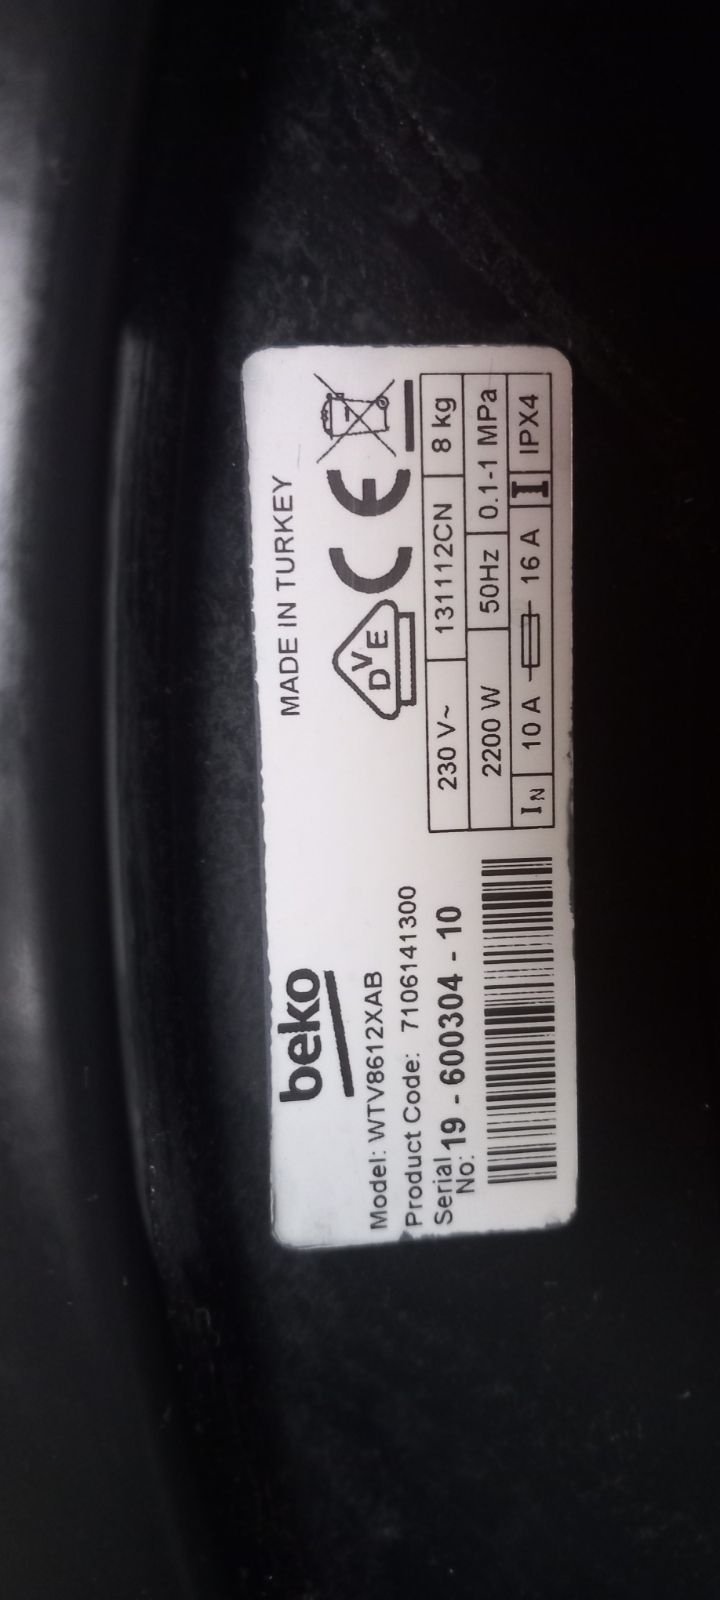 beko
MADE IN TURKEY
Model: WTV8612XAB
Product Code: 7106141300
Serial No: 19 - 600304 - 10
DVE CE
230 V~ 131112CN 8 kg
2200 W 50Hz 0.1-1 MPa
IN 10 A 16 A I IPX4